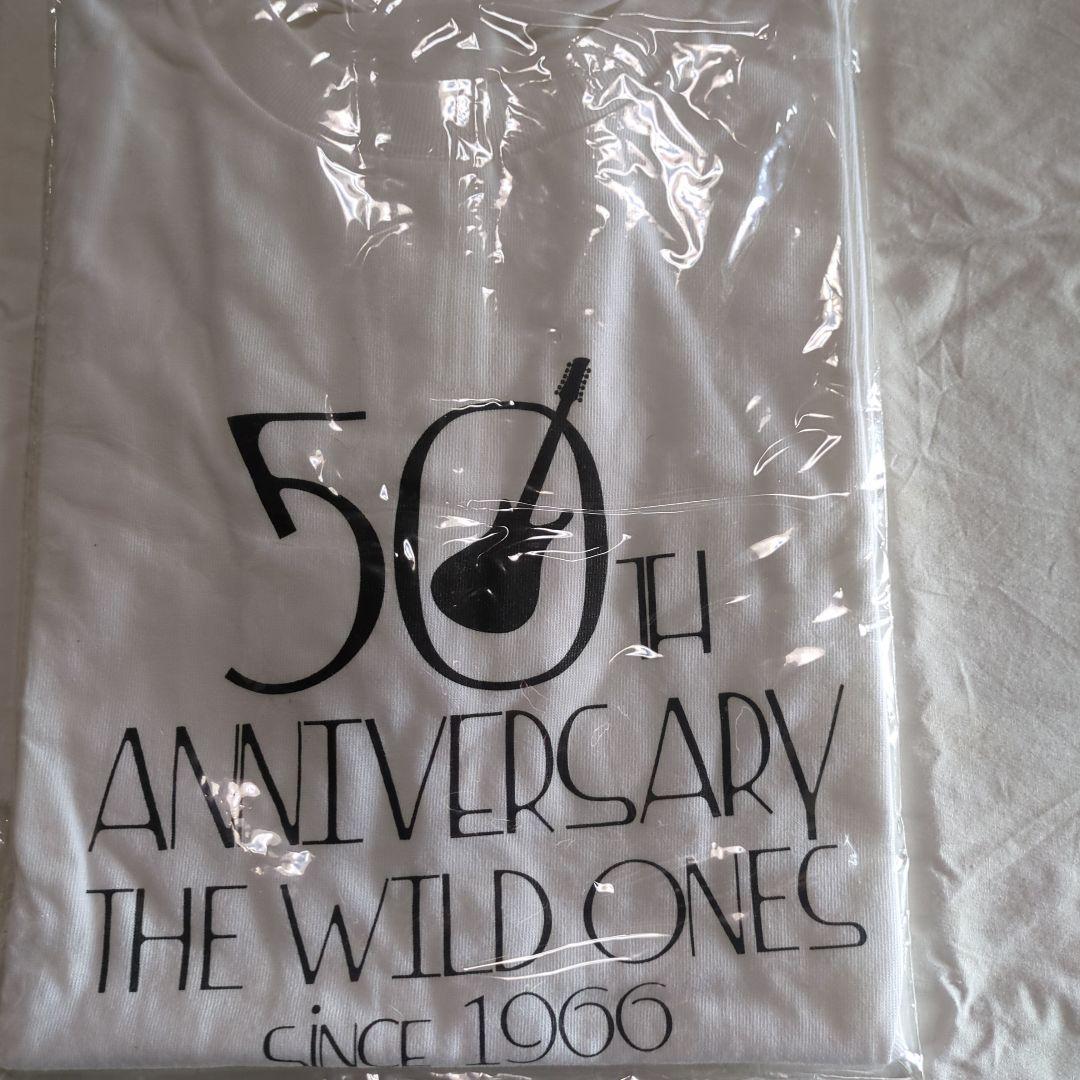 50TH
ANNIVERSARY
THE WILD ONES
SiNCE 1966